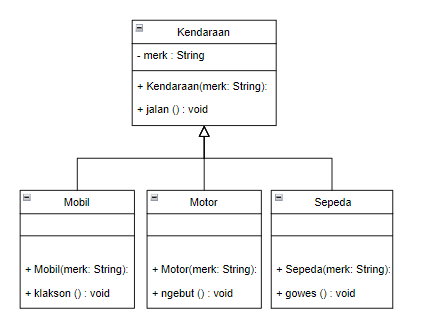 Kendaraan
- merk : String
+ Kendaraan(merk: String):
+ jalan () : void
Mobil
+ Mobil(merk: String):
+ klakson () : void
Motor
+ Motor(merk: String):
+ ngebut () : void
Sepeda
+ Sepeda(merk: String):
+ gowes () : void